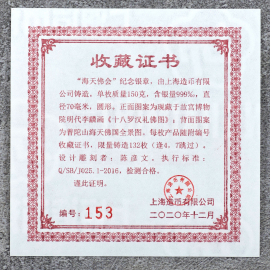 收藏证书
“海天佛会”纪念银章，由上海造币有限
公司铸造，单枚质量150克，含银量999‰，直
径70毫米，圆形。正面图案为现藏于故宫博物
院明代李麟画《十八罗汉礼佛图》；背面图案
为普陀山海天佛国全景图。每枚产品随附编号
收藏证书。限量铸造132枚（逢4、7跳过）。
设计雕刻者：陈彦文，执行标准：
Q/SB/J025.1-2016，检测合格。
谨此证明。
上海造币有限公司
编号：153
二〇二〇年十二月